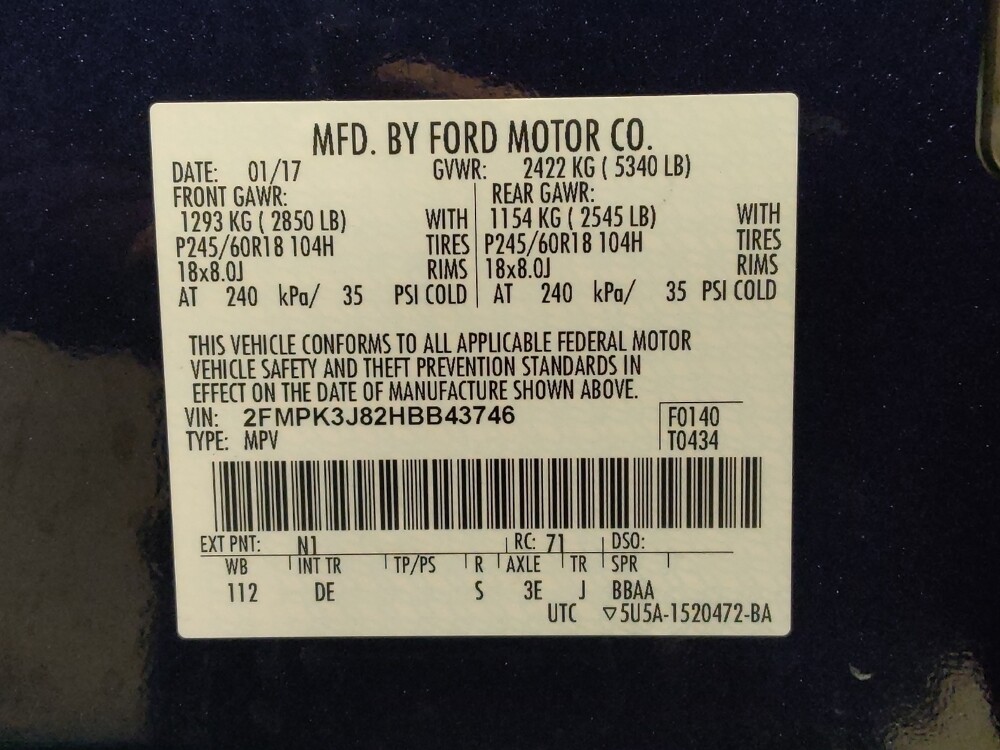 MFD. BY FORD MOTOR CO.
DATE: 01/17 GVWR: 2422 KG ( 5340 LB)
FRONT GAWR: REAR GAWR:
1293 KG ( 2850 LB) WITH 1154 KG ( 2545 LB) WITH
P245/60R18 104H TIRES P245/60R18 104H TIRES
18x8.0J RIMS 18x8.0J RIMS
AT 240 kPa/ 35 PSI COLD AT 240 kPa/ 35 PSI COLD
THIS VEHICLE CONFORMS TO ALL APPLICABLE FEDERAL MOTOR
VEHICLE SAFETY AND THEFT PREVENTION STANDARDS IN
EFFECT ON THE DATE OF MANUFACTURE SHOWN ABOVE.
VIN: 2FMPK3J82HBB43746 F0140
TYPE: MPV T0434
EXT PNT: N1 RC: 71 DSO:
WB INT TR TP/PS R AXLE TR SPR
112 DE S 3E J BBAA
UTC ▽5U5A-1520472-BA